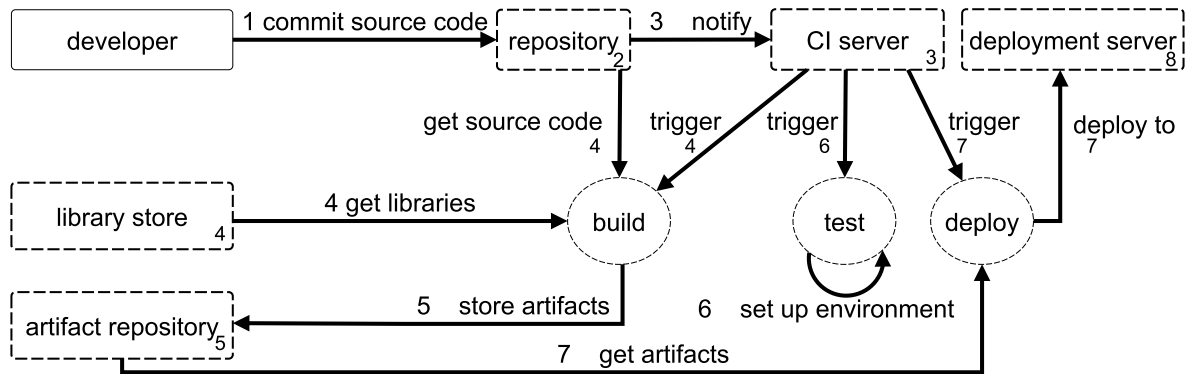 1 commit source code
3 notify
developer
repository
2
CI server
3
deployment server
8
get source code
4
trigger
4
trigger
6
trigger
7
deploy to
7
library store
4
4 get libraries
build
test
deploy
5 store artifacts
6 set up environment
artifact repository
5
7 get artifacts